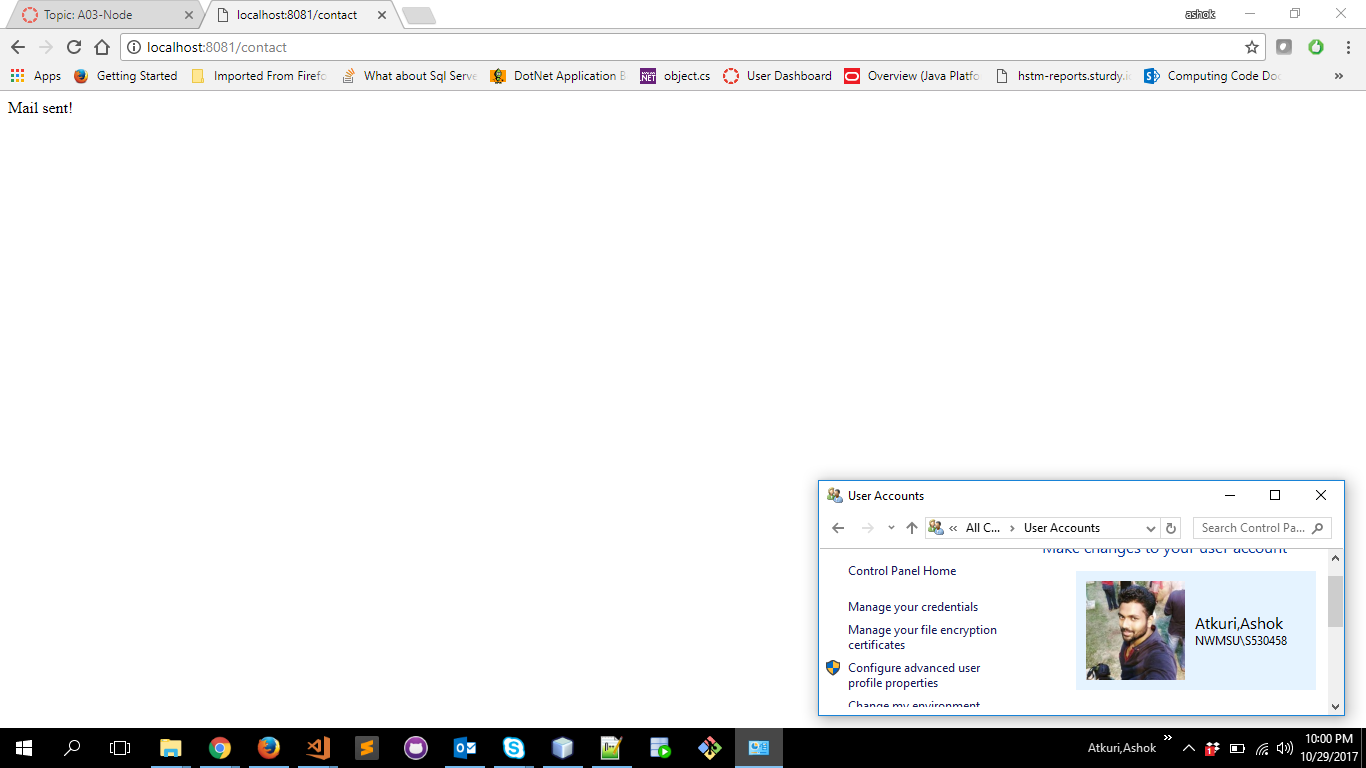 Topic: A03-Node
localhost:8081/contact
ashok
localhost:8081/contact
Apps
Getting Started
Imported From Firefo
What about Sql Serve
DotNet Application B
object.cs
User Dashboard
Overview (Java Platfo
hstm-reports.sturdy.i
Computing Code Doc
»
Mail sent!
User Accounts
« All C... > User Accounts
Search Control Pa...
Make changes to your user account
Control Panel Home
Manage your credentials
Manage your file encryption
certificates
Configure advanced user
profile properties
Change my environment
Atkuri,Ashok
NWMSU\S530458
Atkuri,Ashok
10:00 PM
10/29/2017